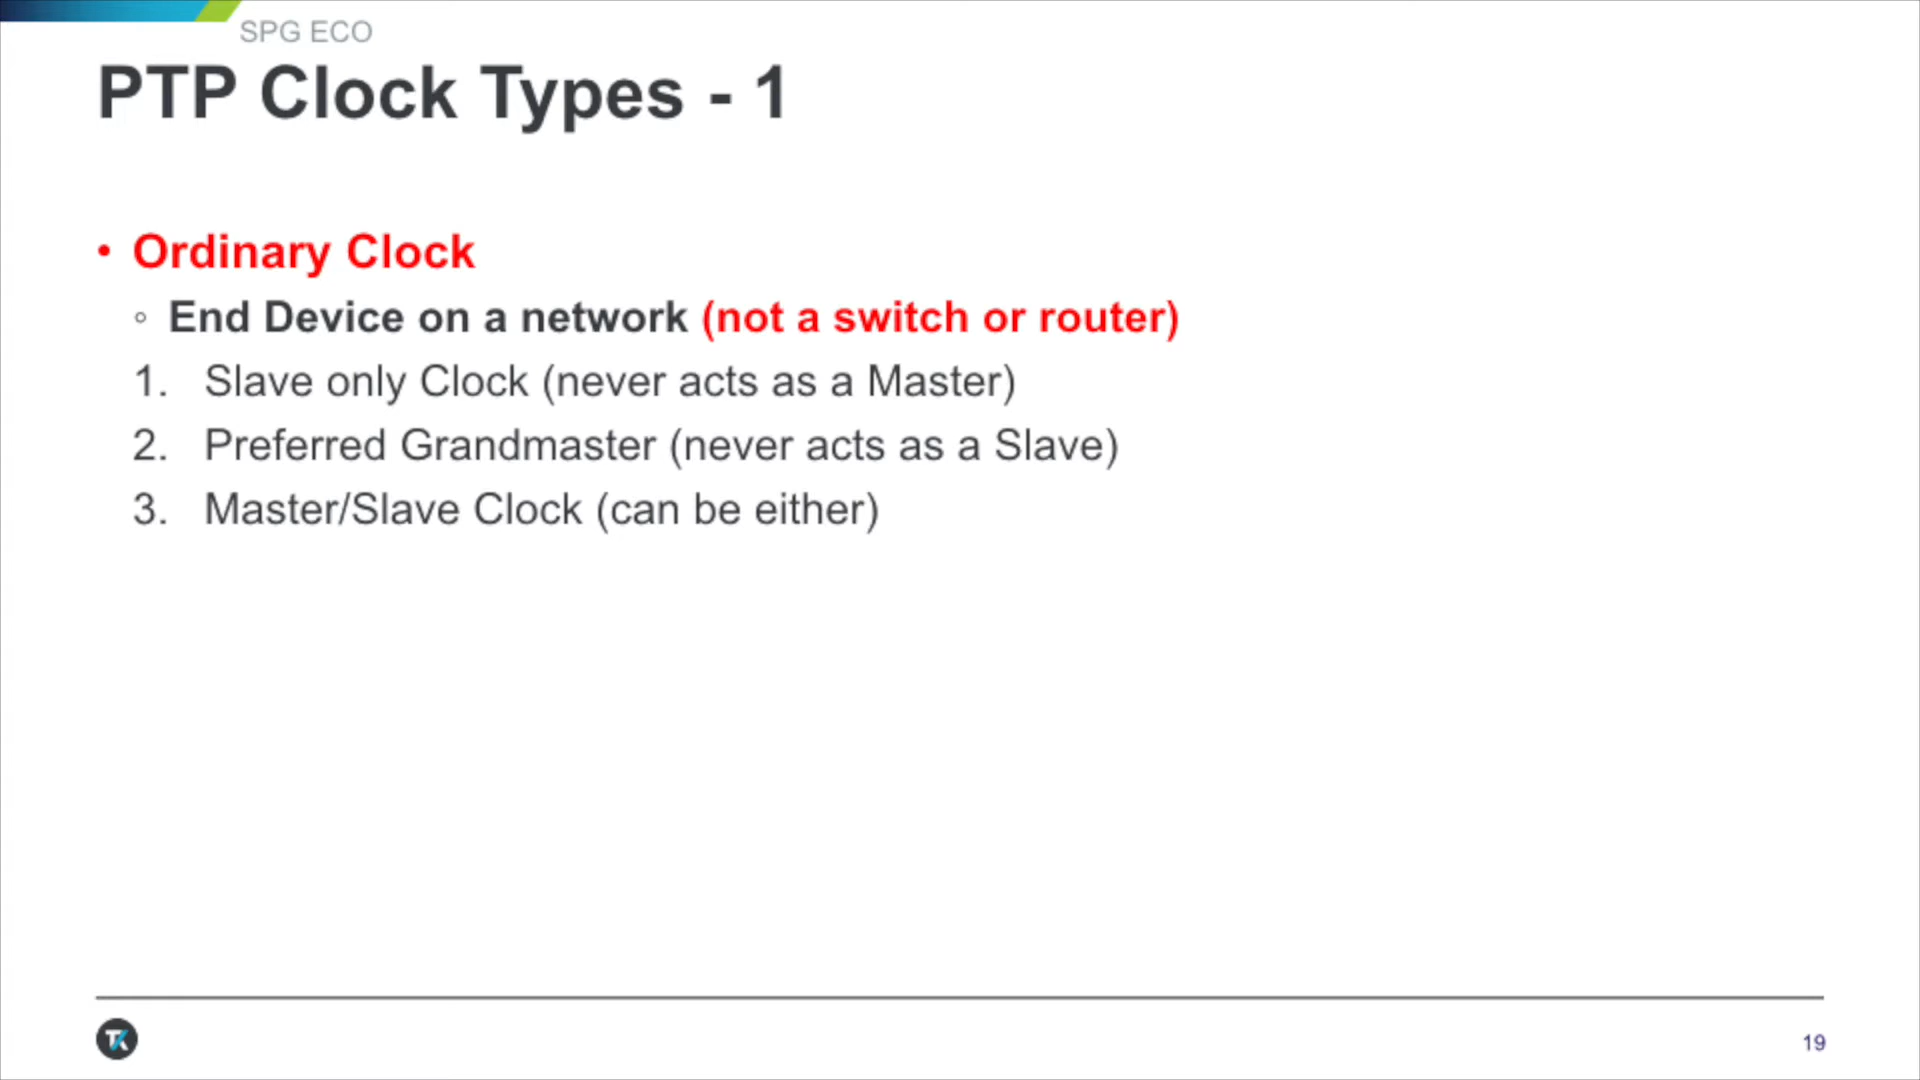 SPG ECO
PTP Clock Types - 1
• Ordinary Clock
◦ End Device on a network (not a switch or router)
1. Slave only Clock (never acts as a Master)
2. Preferred Grandmaster (never acts as a Slave)
3. Master/Slave Clock (can be either)
TK
19